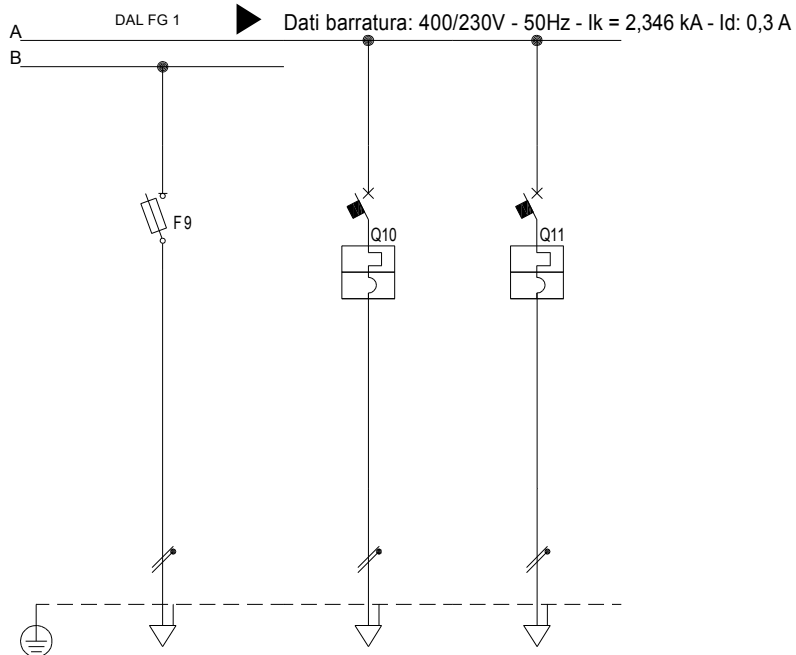 DAL FG 1
Dati barratura: 400/230V - 50Hz - Ik = 2,346 kA - Id: 0,3 A
A
B
F9
Q10
Q11